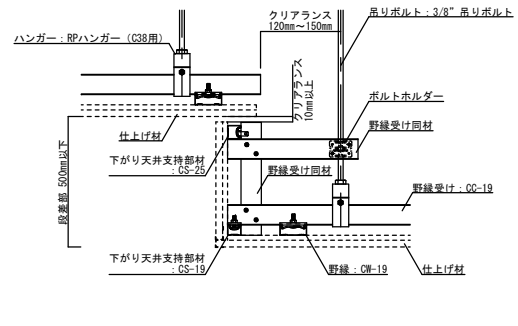 クリアランス
120mm～150mm
吊りボルト：3/8" 吊りボルト
ハンガー：RPハンガー（C38用）
クリアランス
10mm以上
ボルトホルダー
仕上げ材
野縁受け同材
段差部 500mm以下
下がり天井支持部材
：CS-25
野縁受け同材
野縁受け：CC-19
下がり天井支持部材
：CS-19
野縁：CW-19
仕上げ材